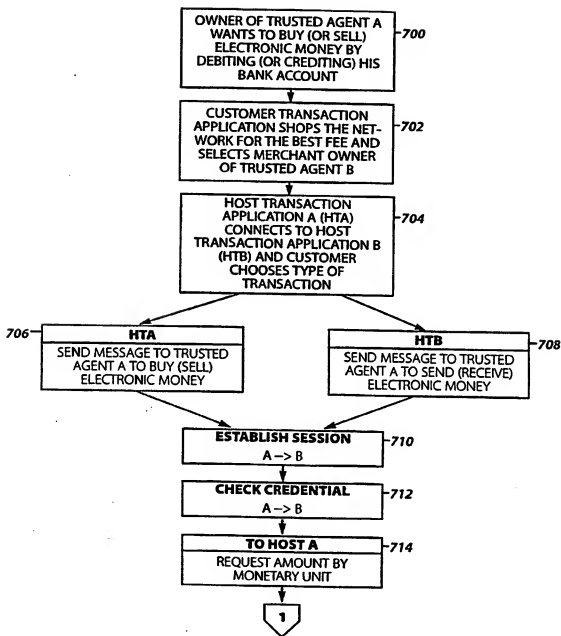 OWNER OF TRUSTED AGENT A
WANTS TO BUY (OR SELL)
ELECTRONIC MONEY BY
DEBITING (OR CREDITING) HIS
BANK ACCOUNT
700
CUSTOMER TRANSACTION
APPLICATION SHOPS THE NET-
WORK FOR THE BEST FEE AND
SELECTS MERCHANT OWNER
OF TRUSTED AGENT B
702
HOST TRANSACTION
APPLICATION A (HTA)
CONNECTS TO HOST
TRANSACTION APPLICATION B
(HTB) AND CUSTOMER
CHOOSES TYPE OF
TRANSACTION
704
706
HTA
SEND MESSAGE TO TRUSTED
AGENT A TO BUY (SELL)
ELECTRONIC MONEY
HTB
708
SEND MESSAGE TO TRUSTED
AGENT A TO SEND (RECEIVE)
ELECTRONIC MONEY
ESTABLISH SESSION
710
A –> B
CHECK CREDENTIAL
712
A –> B
TO HOST A
714
REQUEST AMOUNT BY
MONETARY UNIT
1